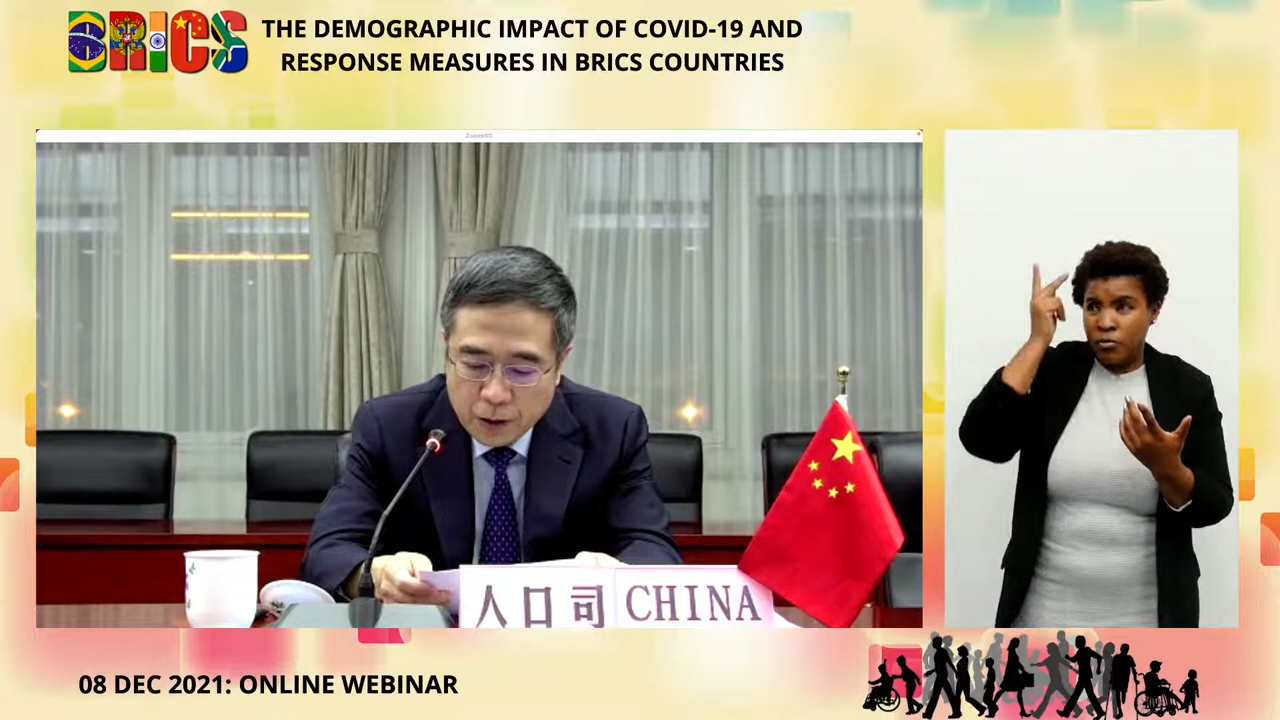 BRICS
THE DEMOGRAPHIC IMPACT OF COVID-19 AND
RESPONSE MEASURES IN BRICS COUNTRIES
ZoomISO
人口司 CHINA
08 DEC 2021: ONLINE WEBINAR